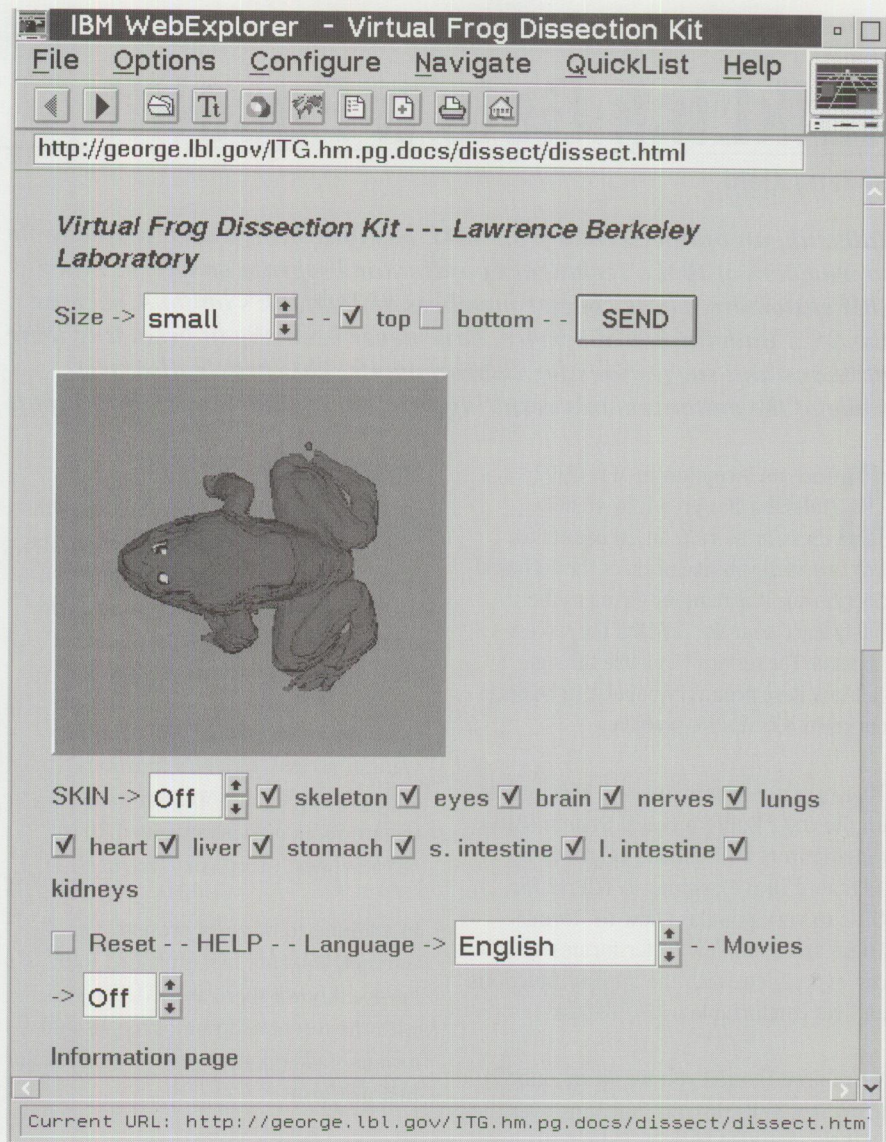 IBM WebExplorer - Virtual Frog Dissection Kit
File Options Configure Navigate QuickList Help
Tt
http://george.lbl.gov/ITG.hm.pg.docs/dissect/dissect.html
Virtual Frog Dissection Kit - -- Lawrence Berkeley
Laboratory
Size -> small - - top bottom - - SEND
SKIN -> Off skeleton eyes brain nerves lungs
heart liver stomach s. intestine l. intestine
kidneys
Reset - - HELP - - Language -> English - - Movies
-> Off
Information page
Current URL: http://george.lbl.gov/ITG.hm.pg.docs/dissect/dissect.htm